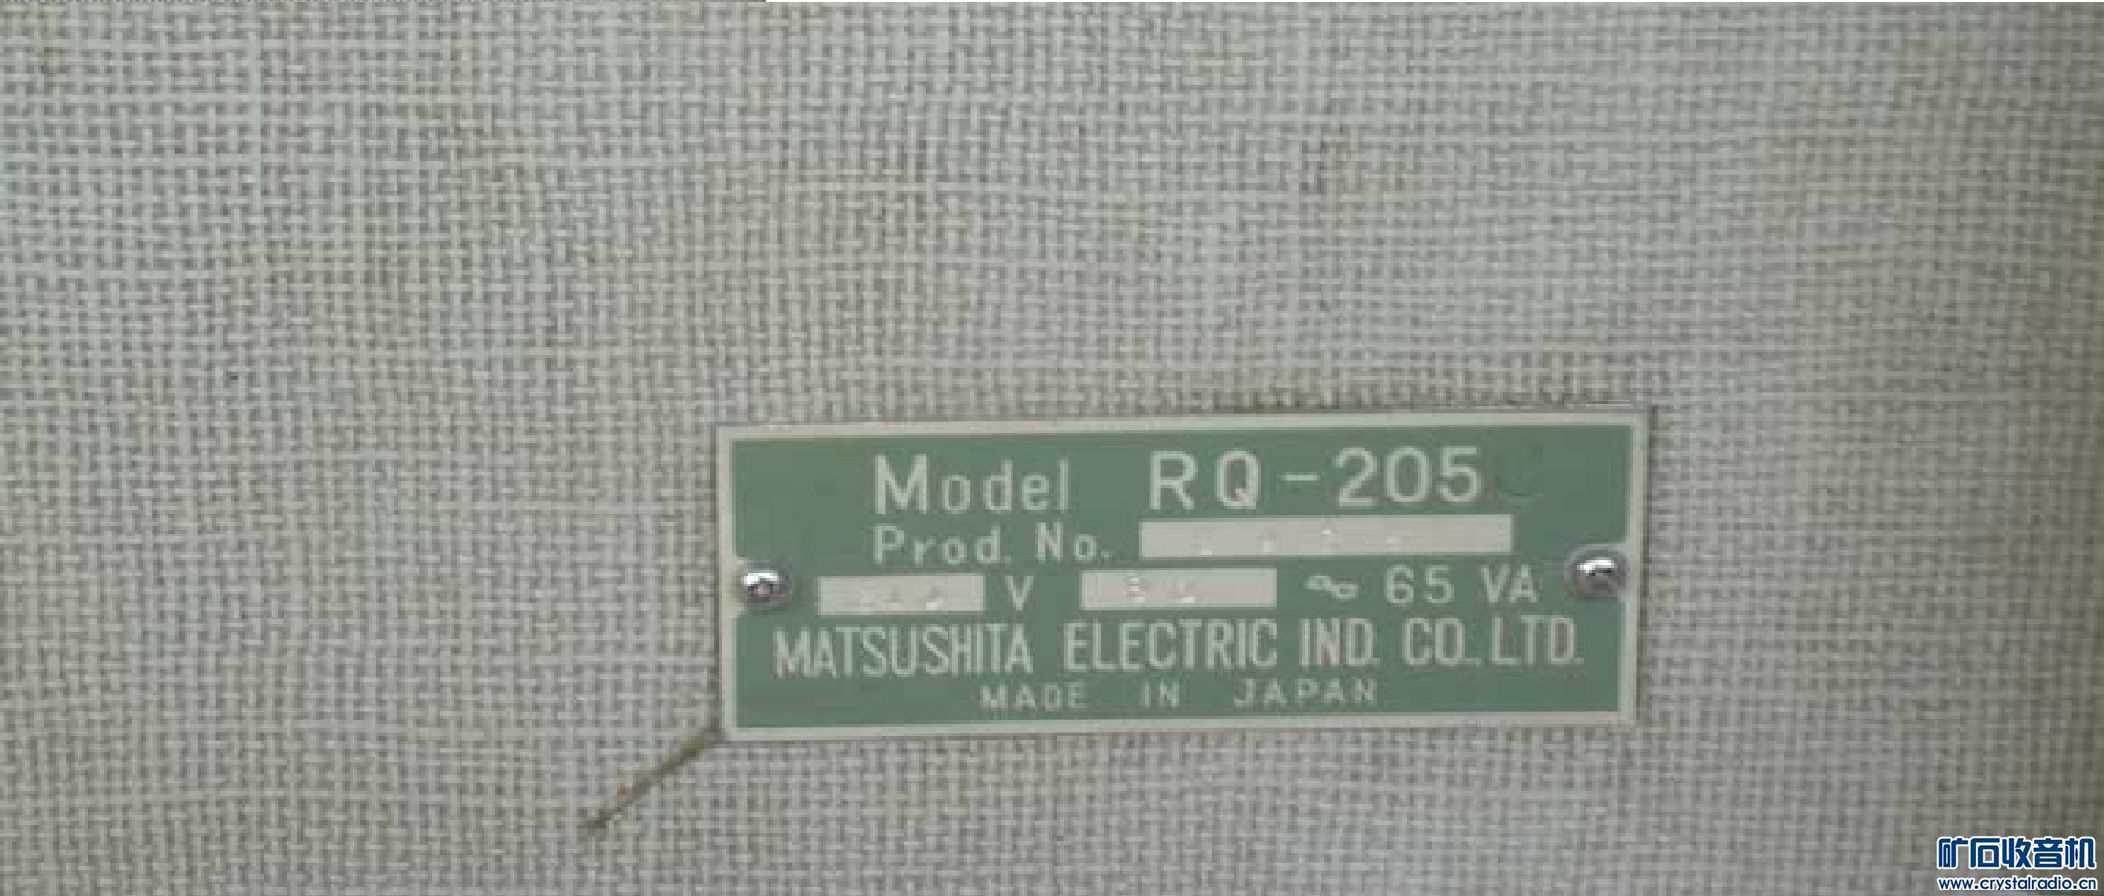 Model RQ-205
Prod. No.
V ~ 65 VA
MATSUSHITA ELECTRIC IND. CO. LTD.
MADE IN JAPAN
矿石收音机
www.crystalradio.cn